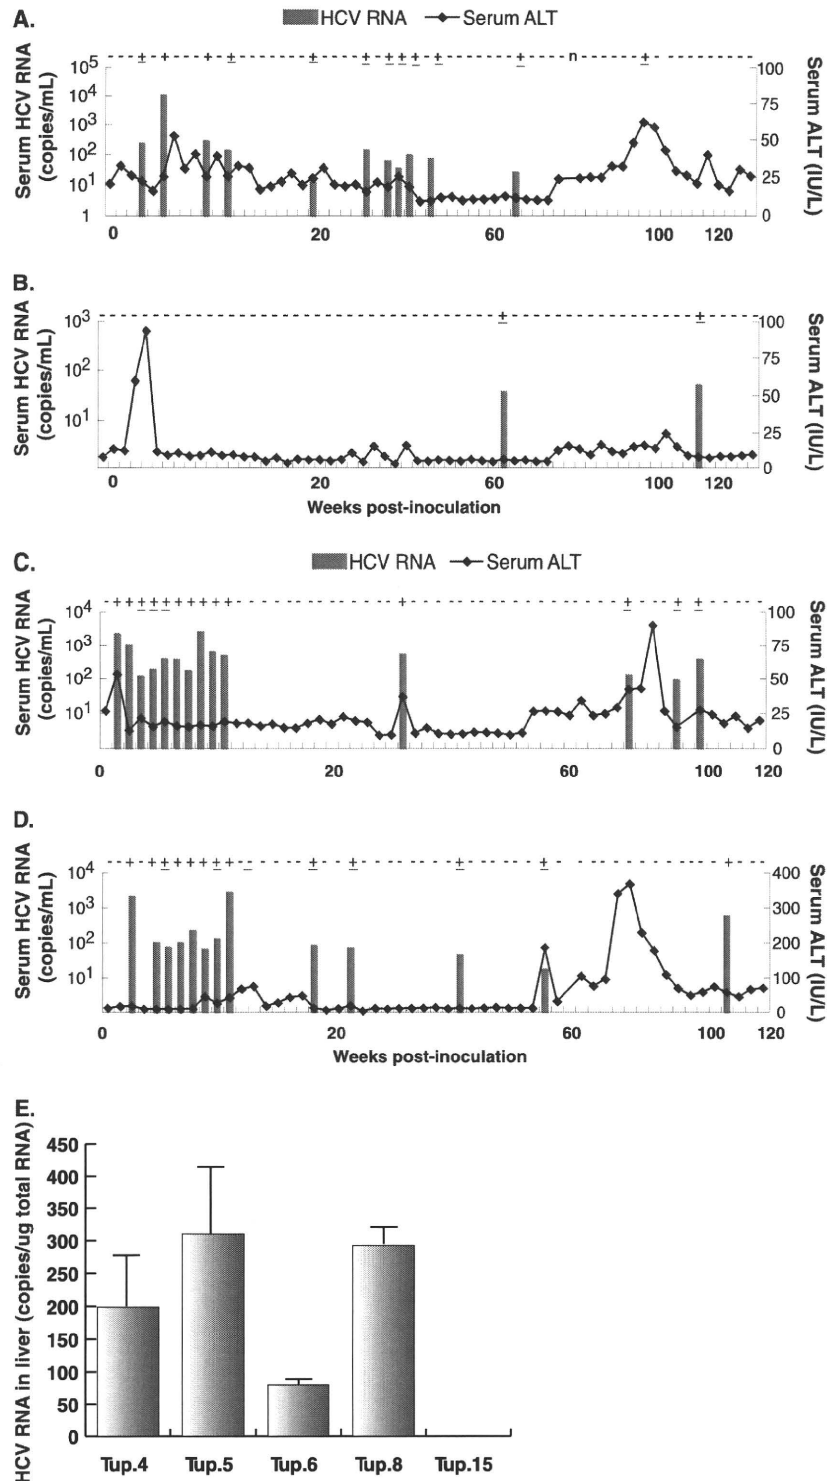 A.
HCV RNA Serum ALT
Serum HCV RNA
(copies/mL)
- - - + - + - - - + - + - - - - - - - + - - - - + - + + + - + - - - - - - - + - - - - n - - - - - - + - - - - - - - - - -
10⁵
10⁴
10³
10²
10¹
1
100
75
50
25
0
Serum ALT (IU/L)
0 20 60 100 120
B.
Serum HCV RNA
(copies/mL)
10³
10²
10¹
100
75
50
25
0
Serum ALT (IU/L)
0 20 60 100 120
Weeks post-inoculation
C.
HCV RNA Serum ALT
Serum HCV RNA
(copies/mL)
10⁴
10³
10²
10¹
100
75
50
25
0
Serum ALT (IU/L)
0 20 60 100 120
D.
Serum HCV RNA
(copies/mL)
10⁴
10³
10²
10¹
400
300
200
100
0
Serum ALT (IU/L)
0 20 60 100 120
Weeks post-inoculation
E.
HCV RNA in liver (copies/ug total RNA)
450
400
350
300
250
200
150
100
50
0
Tup.4 Tup.5 Tup.6 Tup.8 Tup.15